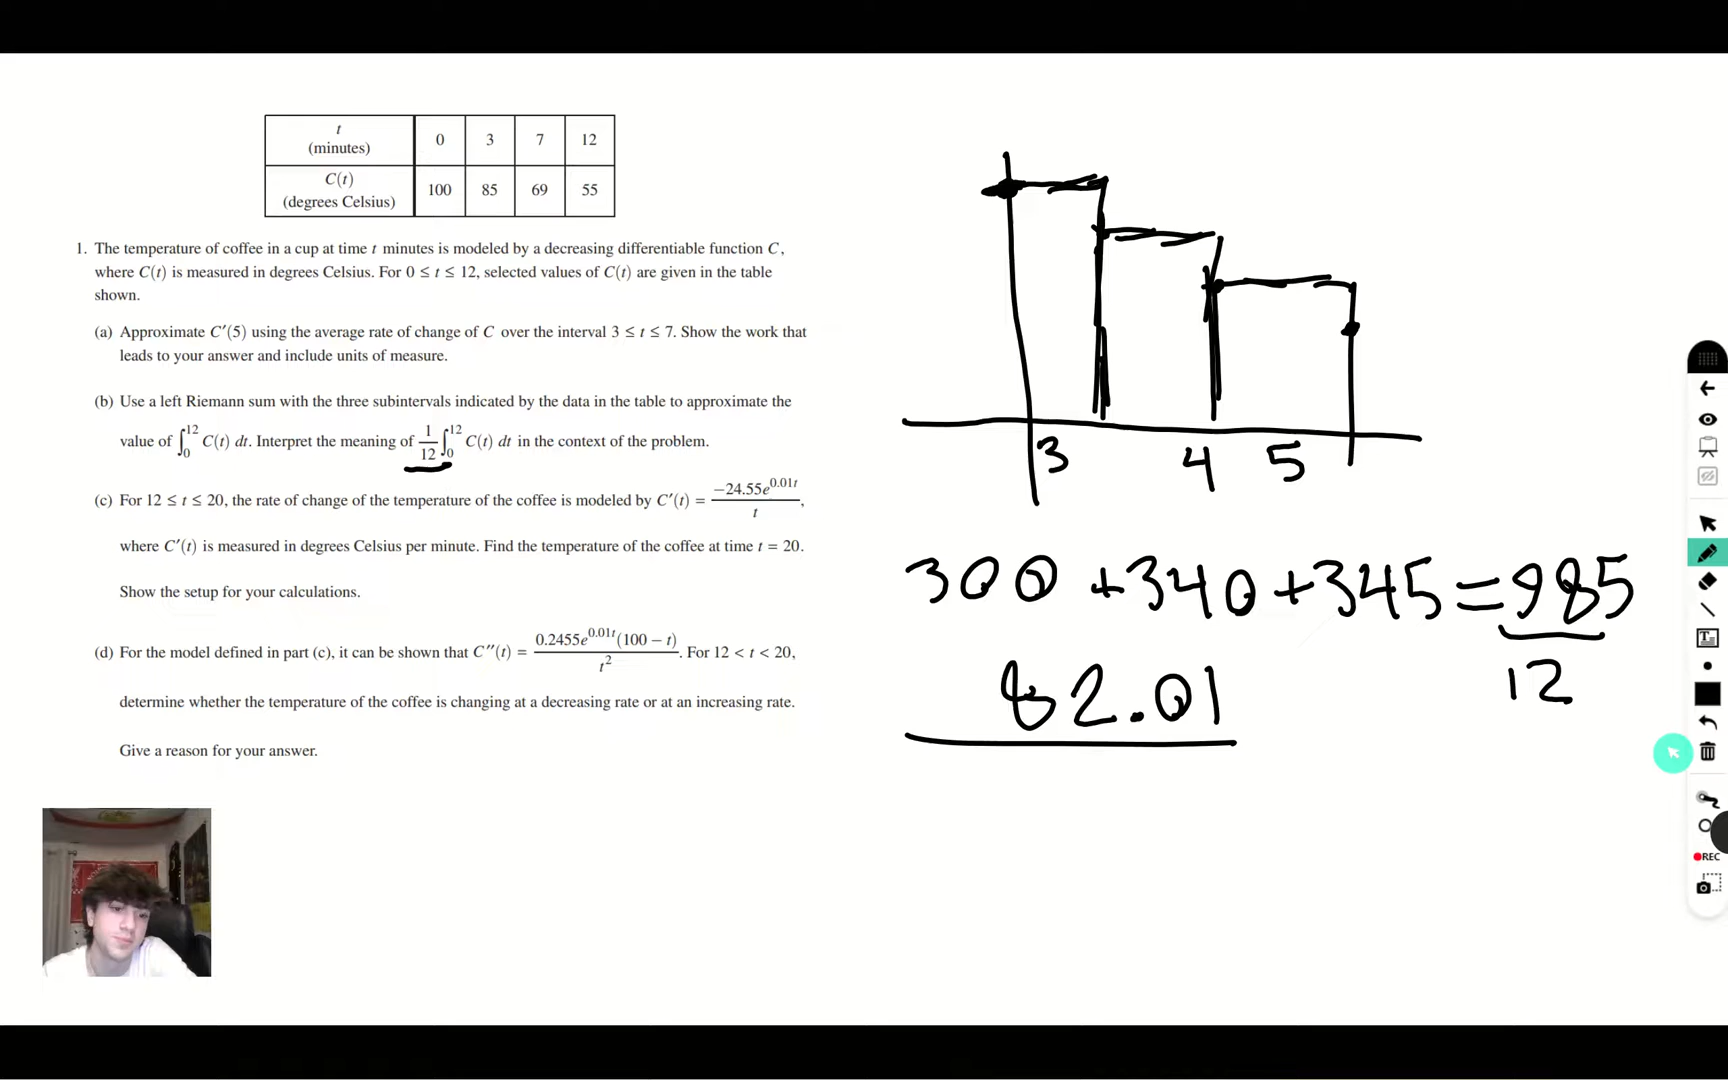 t
(minutes) 0 3 7 12
C(t)
(degrees Celsius) 100 85 69 55
1. The temperature of coffee in a cup at time t minutes is modeled by a decreasing differentiable function C,
where C(t) is measured in degrees Celsius. For 0 ≤ t ≤ 12, selected values of C(t) are given in the table
shown.
(a) Approximate C′(5) using the average rate of change of C over the interval 3 ≤ t ≤ 7. Show the work that
leads to your answer and include units of measure.
(b) Use a left Riemann sum with the three subintervals indicated by the data in the table to approximate the
value of ∫₀¹² C(t) dt. Interpret the meaning of 1/12 ∫₀¹² C(t) dt in the context of the problem.
(c) For 12 ≤ t ≤ 20, the rate of change of the temperature of the coffee is modeled by C′(t) = −24.55e^0.01t / t,
where C′(t) is measured in degrees Celsius per minute. Find the temperature of the coffee at time t = 20.
Show the setup for your calculations.
(d) For the model defined in part (c), it can be shown that C″(t) = 0.2455e^0.01t(100 − t) / t². For 12 < t < 20,
determine whether the temperature of the coffee is changing at a decreasing rate or at an increasing rate.
Give a reason for your answer.
3 4 5
300 + 340 + 345 = 985
12
82.01
REC